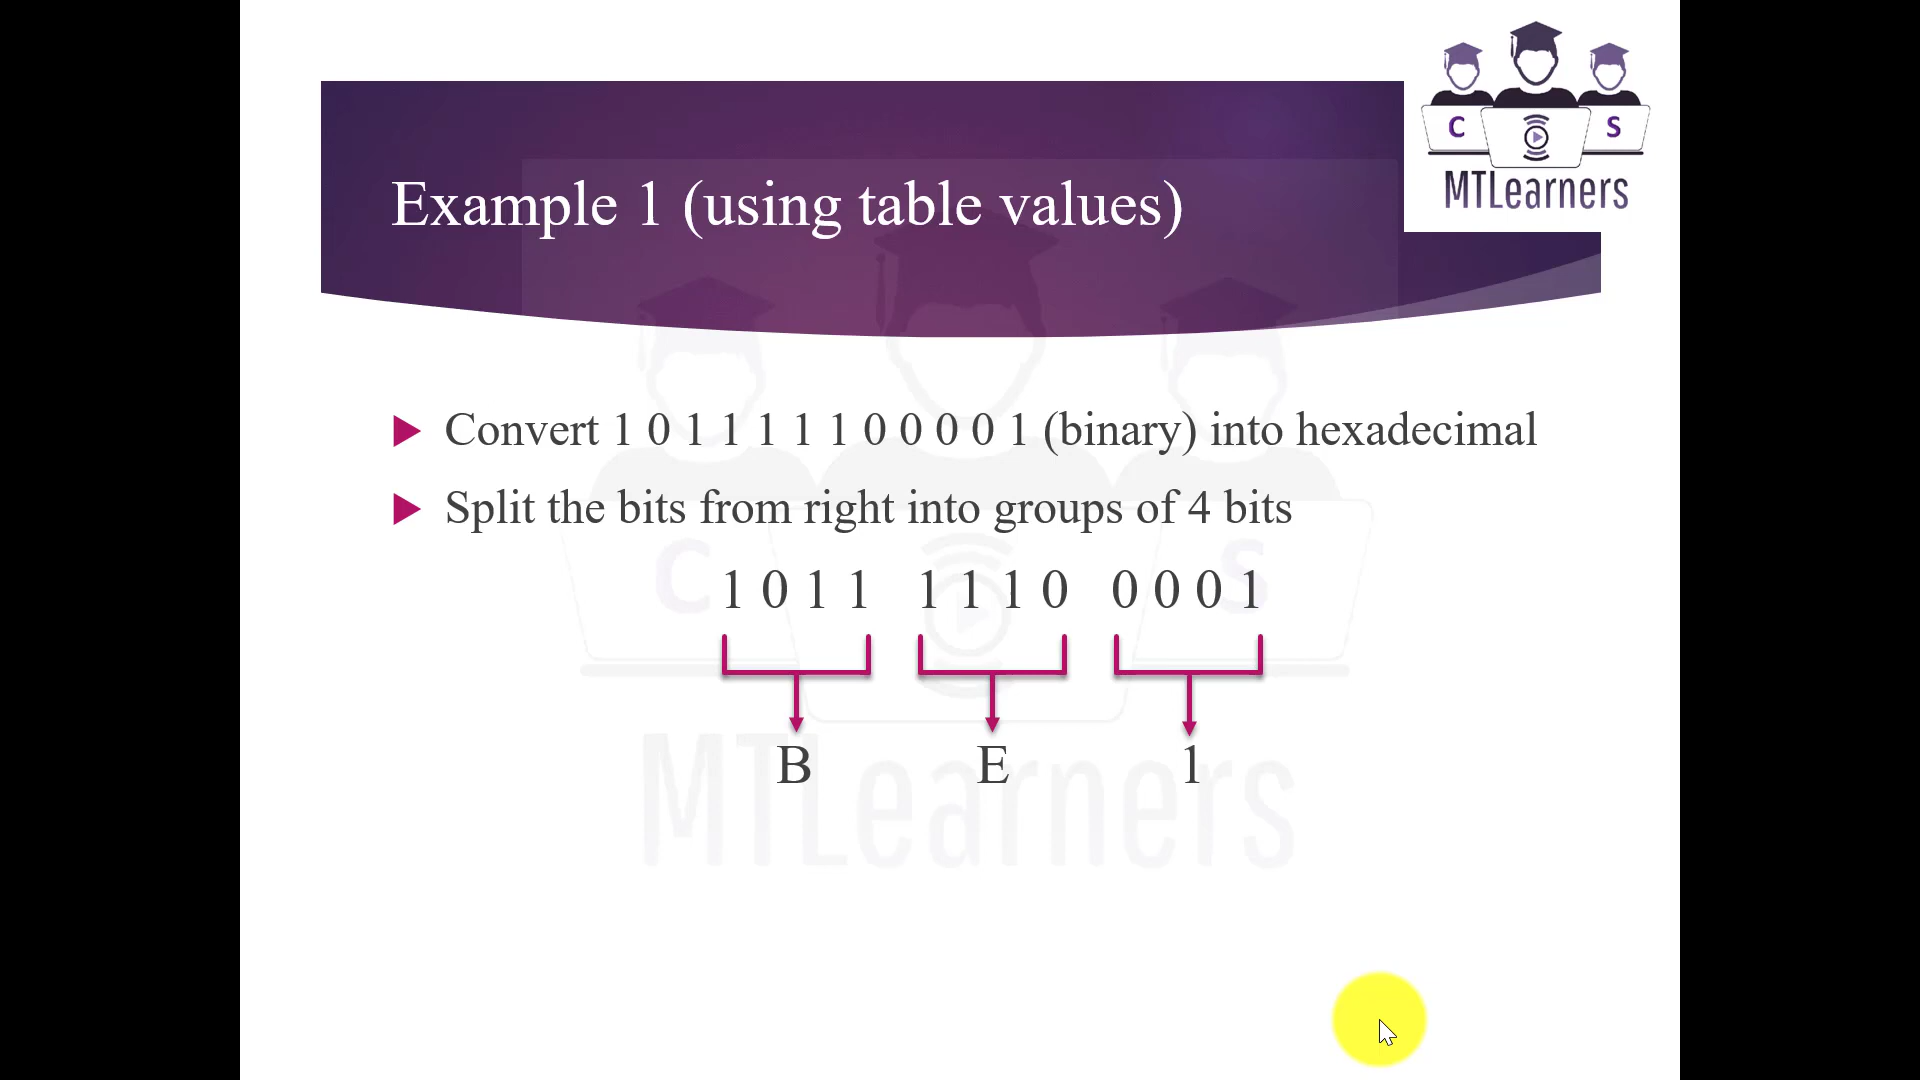 C S
MTLearners
Example 1 (using table values)
Convert 1 0 1 1 1 1 1 0 0 0 0 1 (binary) into hexadecimal
Split the bits from right into groups of 4 bits
1 0 1 1 1 1 1 0 0 0 0 1
B E 1
C S
MTLearners